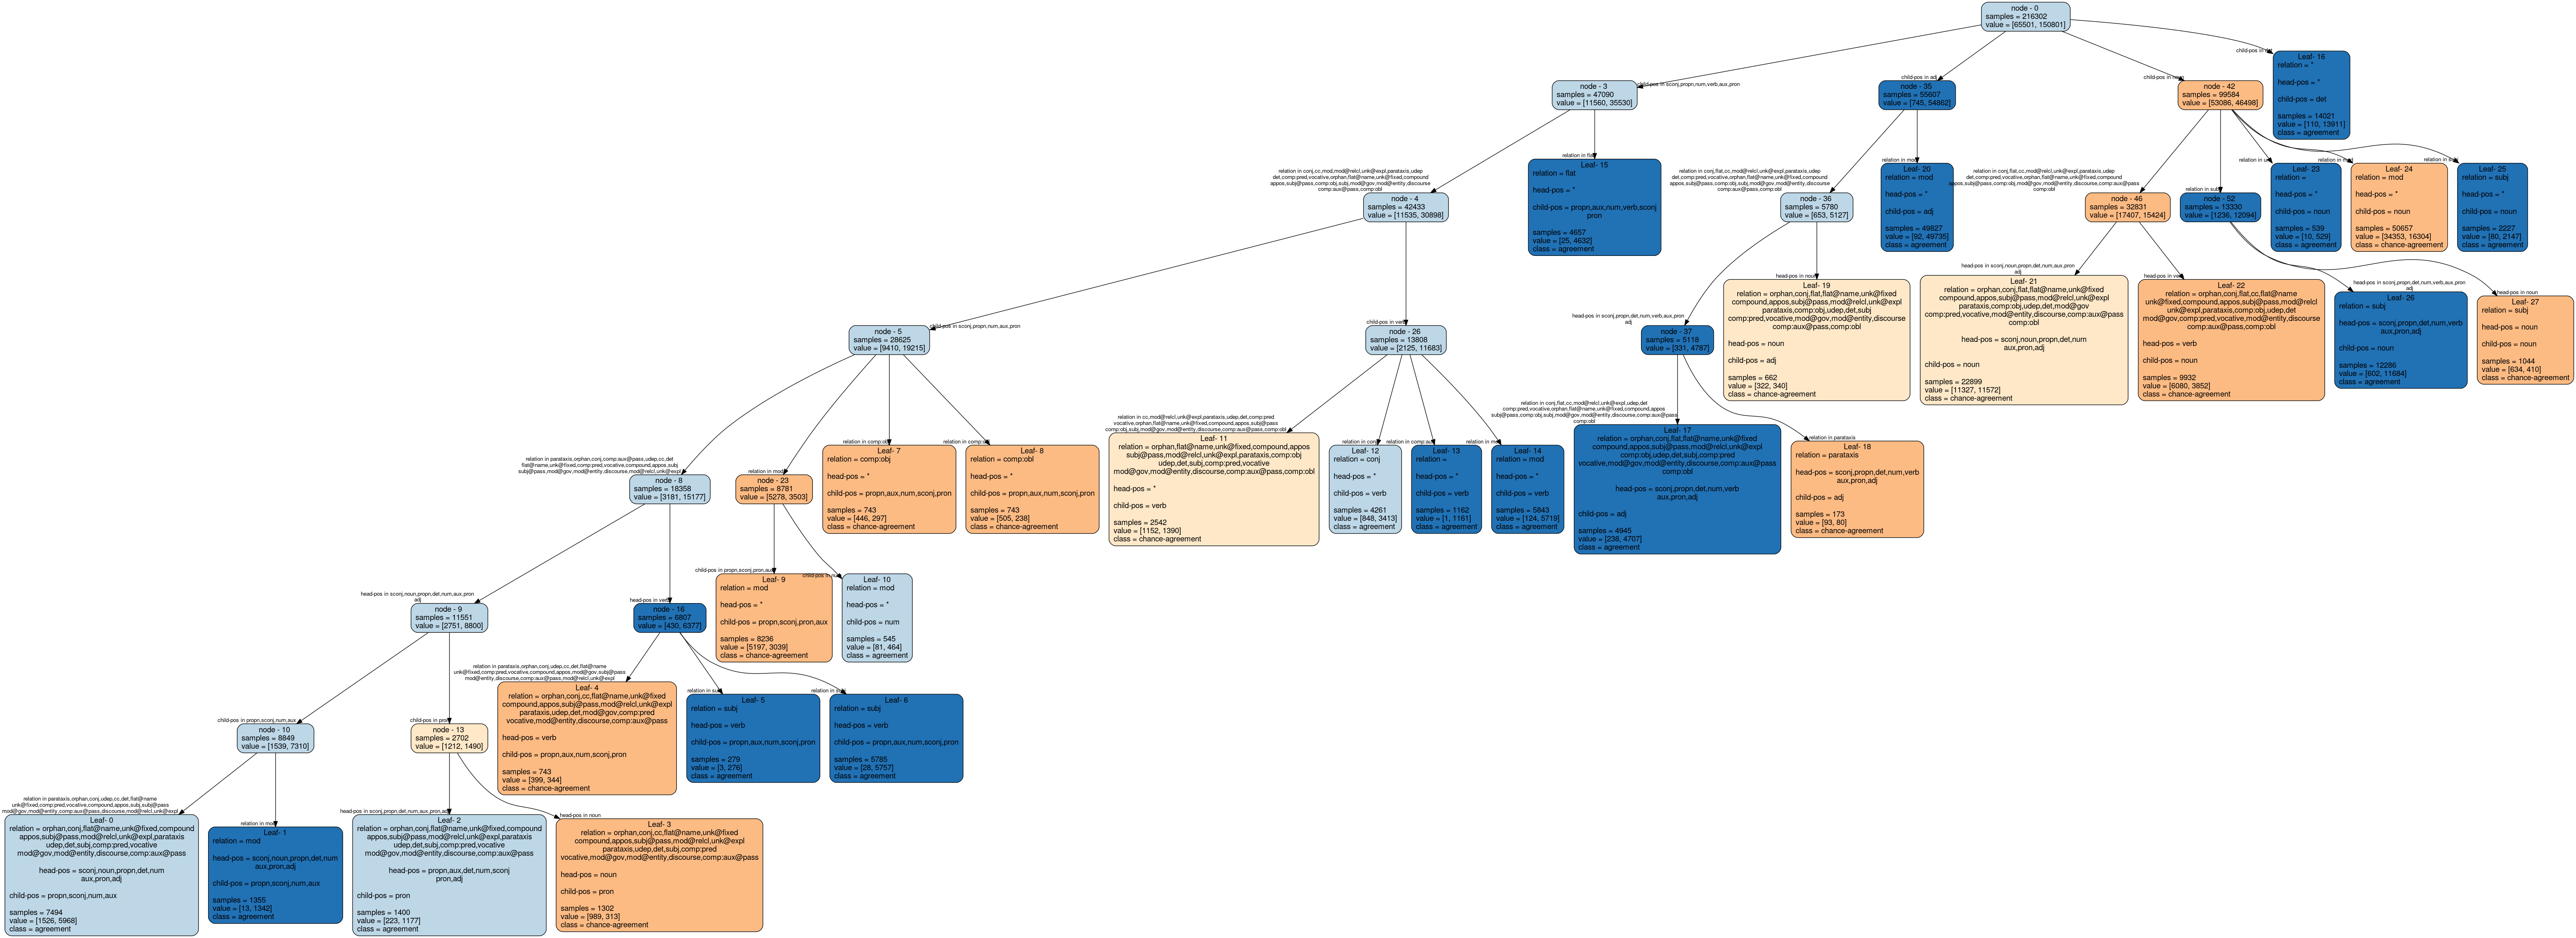 node - 0
samples = 216302
value = [65501, 150801]
child-pos in det
Leaf- 16
relation = *
head-pos = *
child-pos = det
samples = 14021
value = [110, 13911]
class = agreement
child-pos in sconj,propn,num,verb,aux,pron
node - 3
samples = 47090
value = [11560, 35530]
child-pos in adj
node - 35
samples = 55607
value = [745, 54862]
child-pos in noun
node - 42
samples = 99584
value = [53086, 46498]
relation in conj,cc,mod,mod@relcl,unk@expl,parataxis,udep
det,comp:pred,vocative,orphan,flat@name,unk@fixed,compound
appos,subj@pass,comp:obj,subj,mod@gov,mod@entity,discourse
comp:aux@pass,comp:obl
node - 4
samples = 42433
value = [11535, 30898]
relation in flat
Leaf- 15
relation = flat
head-pos = *
child-pos = propn,aux,num,verb,sconj
pron
samples = 4657
value = [25, 4632]
class = agreement
relation in conj,flat,cc,mod@relcl,unk@expl,parataxis,udep
det,comp:pred,vocative,orphan,flat@name,unk@fixed,compound
appos,subj@pass,comp:obj,subj,mod@gov,mod@entity,discourse
comp:aux@pass,comp:obl
node - 36
samples = 5780
value = [653, 5127]
relation in mod
Leaf- 20
relation = mod
head-pos = *
child-pos = adj
samples = 49827
value = [92, 49735]
class = agreement
relation in conj,flat,cc,mod@relcl,unk@expl,parataxis,udep
det,comp:pred,vocative,orphan,flat@name,unk@fixed,compound
appos,subj@pass,comp:obj,mod@gov,mod@entity,discourse,comp:aux@pass
comp:obl
node - 46
samples = 32831
value = [17407, 15424]
relation in subj
node - 52
samples = 13330
value = [1236, 12094]
Leaf- 23
relation =
head-pos = *
child-pos = noun
samples = 539
value = [10, 529]
class = agreement
Leaf- 24
relation = mod
head-pos = *
child-pos = noun
samples = 50657
value = [34353, 16304]
class = chance-agreement
relation in subj
Leaf- 25
relation = subj
head-pos = *
child-pos = noun
samples = 2227
value = [80, 2147]
class = agreement
child-pos in sconj,propn,num,aux,pron
node - 5
samples = 28625
value = [9410, 19215]
child-pos in verb
node - 26
samples = 13808
value = [2125, 11683]
head-pos in sconj,propn,det,num,verb,aux,pron
adj
node - 37
samples = 5118
value = [331, 4787]
head-pos in noun
Leaf- 19
relation = orphan,conj,flat,flat@name,unk@fixed
compound,appos,subj@pass,mod@relcl,unk@expl
parataxis,comp:obj,udep,det,subj
comp:pred,vocative,mod@gov,mod@entity,discourse
comp:aux@pass,comp:obl
head-pos = noun
child-pos = adj
samples = 662
value = [322, 340]
class = chance-agreement
head-pos in sconj,noun,propn,det,num,aux,pron
adj
Leaf- 21
relation = orphan,conj,flat,flat@name,unk@fixed
compound,appos,subj@pass,mod@relcl,unk@expl
parataxis,comp:obj,udep,det,mod@gov
comp:pred,vocative,mod@entity,discourse,comp:aux@pass
comp:obl
head-pos = sconj,noun,propn,det,num
aux,pron,adj
child-pos = noun
samples = 22899
value = [11327, 11572]
class = chance-agreement
head-pos in verb
Leaf- 22
relation = orphan,conj,flat,cc,flat@name
unk@fixed,compound,appos,subj@pass,mod@relcl
unk@expl,parataxis,comp:obj,udep,det
mod@gov,comp:pred,vocative,mod@entity,discourse
comp:aux@pass,comp:obl
head-pos = verb
child-pos = noun
samples = 9932
value = [6080, 3852]
class = chance-agreement
head-pos in sconj,propn,det,num,verb,aux,pron
adj
Leaf- 26
relation = subj
head-pos = sconj,propn,det,num,verb
aux,pron,adj
child-pos = noun
samples = 12286
value = [602, 11684]
class = agreement
head-pos in noun
Leaf- 27
relation = subj
head-pos = noun
child-pos = noun
samples = 1044
value = [634, 410]
class = chance-agreement
relation in parataxis,orphan,conj,comp:aux@pass,udep,cc,det
flat@name,unk@fixed,comp:pred,vocative,compound,appos,subj
subj@pass,mod@gov,mod@entity,discourse,mod@relcl,unk@expl
node - 8
samples = 18358
value = [3181, 15177]
relation in mod
node - 23
samples = 8781
value = [5278, 3503]
relation in comp:obj
Leaf- 7
relation = comp:obj
head-pos = *
child-pos = propn,aux,num,sconj,pron
samples = 743
value = [446, 297]
class = chance-agreement
relation in comp:obl
Leaf- 8
relation = comp:obl
head-pos = *
child-pos = propn,aux,num,sconj,pron
samples = 743
value = [505, 238]
class = chance-agreement
relation in cc,mod@relcl,unk@expl,parataxis,udep,det,comp:pred
vocative,orphan,flat@name,unk@fixed,compound,appos,subj@pass
comp:obj,subj,mod@gov,mod@entity,discourse,comp:aux@pass,comp:obl
Leaf- 11
relation = orphan,flat@name,unk@fixed,compound,appos
subj@pass,mod@relcl,unk@expl,parataxis,comp:obj
udep,det,subj,comp:pred,vocative
mod@gov,mod@entity,discourse,comp:aux@pass,comp:obl
head-pos = *
child-pos = verb
samples = 2542
value = [1152, 1390]
class = chance-agreement
relation in conj
Leaf- 12
relation = conj
head-pos = *
child-pos = verb
samples = 4261
value = [848, 3413]
class = agreement
Leaf- 13
relation =
head-pos = *
child-pos = verb
samples = 1162
value = [1, 1161]
class = agreement
relation in mod
Leaf- 14
relation = mod
head-pos = *
child-pos = verb
samples = 5843
value = [124, 5719]
class = agreement
relation in conj,flat,cc,mod@relcl,unk@expl,udep,det
comp:pred,vocative,orphan,flat@name,unk@fixed,compound,appos
subj@pass,comp:obj,subj,mod@gov,mod@entity,discourse,comp:aux@pass
comp:obl
Leaf- 17
relation = orphan,conj,flat,flat@name,unk@fixed
compound,appos,subj@pass,mod@relcl,unk@expl
comp:obj,udep,det,subj,comp:pred
vocative,mod@gov,mod@entity,discourse,comp:aux@pass
comp:obl
head-pos = sconj,propn,det,num,verb
aux,pron,adj
child-pos = adj
samples = 4945
value = [238, 4707]
class = agreement
relation in parataxis
Leaf- 18
relation = parataxis
head-pos = sconj,propn,det,num,verb
aux,pron,adj
child-pos = adj
samples = 173
value = [93, 80]
class = chance-agreement
head-pos in sconj,noun,propn,det,num,aux,pron
adj
node - 9
samples = 11551
value = [2751, 8800]
head-pos in verb
node - 16
samples = 6807
value = [430, 6377]
child-pos in propn,sconj,pron,aux
Leaf- 9
relation = mod
head-pos = *
child-pos = propn,sconj,pron,aux
samples = 8236
value = [5197, 3039]
class = chance-agreement
child-pos in num
Leaf- 10
relation = mod
head-pos = *
child-pos = num
samples = 545
value = [81, 464]
class = agreement
child-pos in propn,sconj,num,aux
node - 10
samples = 8849
value = [1539, 7310]
child-pos in pron
node - 13
samples = 2702
value = [1212, 1490]
relation in parataxis,orphan,conj,udep,cc,det,flat@name
unk@fixed,comp:pred,vocative,compound,appos,mod@gov,subj@pass
mod@entity,discourse,comp:aux@pass,mod@relcl,unk@expl
Leaf- 4
relation = orphan,conj,cc,flat@name,unk@fixed
compound,appos,subj@pass,mod@relcl,unk@expl
parataxis,udep,det,mod@gov,comp:pred
vocative,mod@entity,discourse,comp:aux@pass
head-pos = verb
child-pos = propn,aux,num,sconj,pron
samples = 743
value = [399, 344]
class = chance-agreement
Leaf- 5
relation = subj
head-pos = verb
child-pos = propn,aux,num,sconj,pron
samples = 279
value = [3, 276]
class = agreement
relation in subj
Leaf- 6
relation = subj
head-pos = verb
child-pos = propn,aux,num,sconj,pron
samples = 5785
value = [28, 5757]
class = agreement
relation in parataxis,orphan,conj,udep,cc,det,flat@name
unk@fixed,comp:pred,vocative,compound,appos,subj,subj@pass
mod@gov,mod@entity,comp:aux@pass,discourse,mod@relcl,unk@expl
Leaf- 0
relation = orphan,conj,flat@name,unk@fixed,compound
appos,subj@pass,mod@relcl,unk@expl,parataxis
udep,det,subj,comp:pred,vocative
mod@gov,mod@entity,discourse,comp:aux@pass
head-pos = sconj,noun,propn,det,num
aux,pron,adj
child-pos = propn,sconj,num,aux
samples = 7494
value = [1526, 5968]
class = agreement
relation in mod
Leaf- 1
relation = mod
head-pos = sconj,noun,propn,det,num
aux,pron,adj
child-pos = propn,sconj,num,aux
samples = 1355
value = [13, 1342]
class = agreement
head-pos in sconj,propn,det,num,aux,pron,adj
Leaf- 2
relation = orphan,conj,flat@name,unk@fixed,compound
appos,subj@pass,mod@relcl,unk@expl,parataxis
udep,det,subj,comp:pred,vocative
mod@gov,mod@entity,discourse,comp:aux@pass
head-pos = propn,aux,det,num,sconj
pron,adj
child-pos = pron
samples = 1400
value = [223, 1177]
class = agreement
head-pos in noun
Leaf- 3
relation = orphan,conj,cc,flat@name,unk@fixed
compound,appos,subj@pass,mod@relcl,unk@expl
parataxis,udep,det,subj,comp:pred
vocative,mod@gov,mod@entity,discourse,comp:aux@pass
head-pos = noun
child-pos = pron
samples = 1302
value = [989, 313]
class = chance-agreement